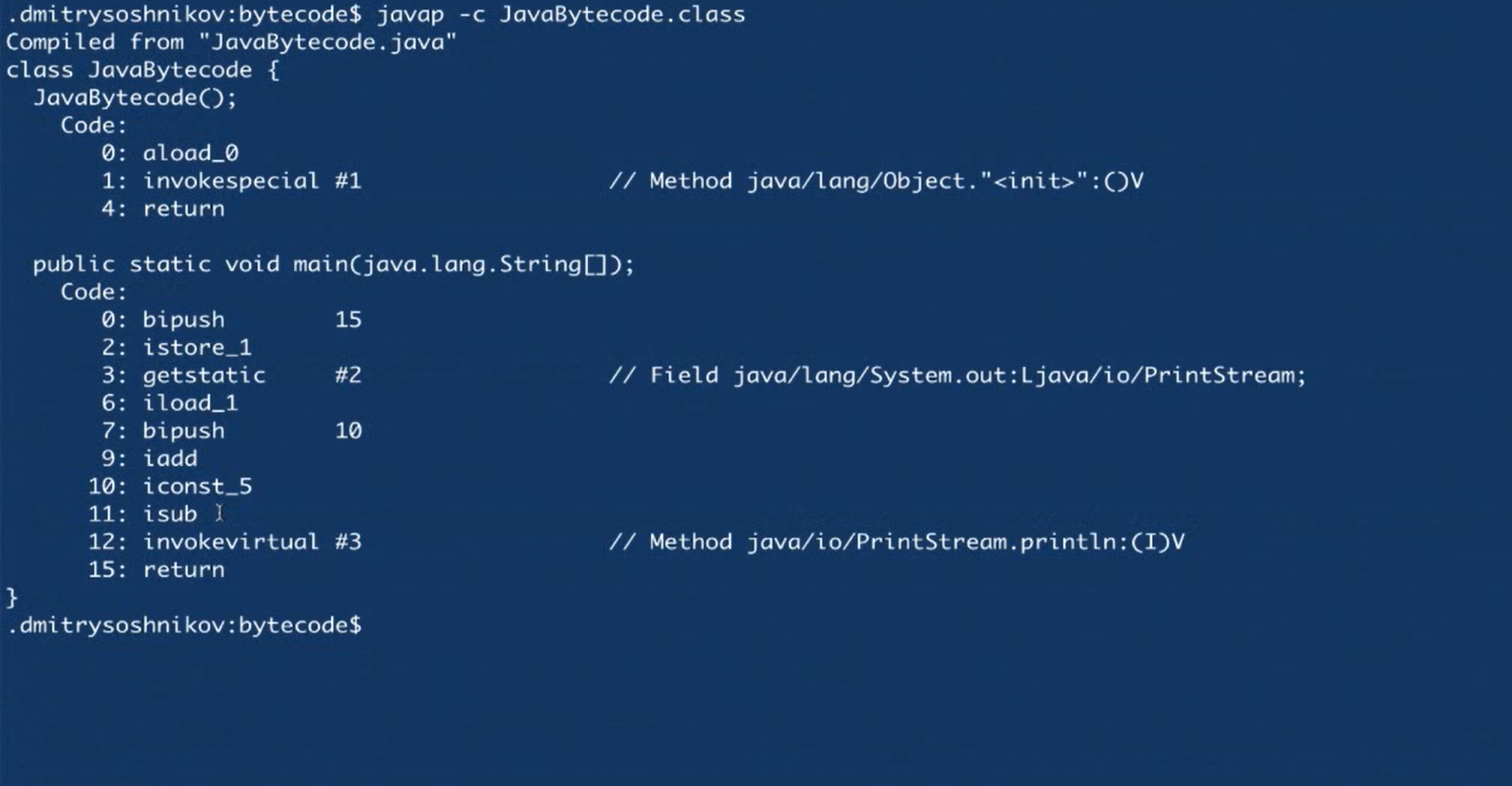 .dmitrysoshnikov:bytecode$ javap -c JavaBytecode.class
Compiled from "JavaBytecode.java"
class JavaBytecode {
  JavaBytecode();
    Code:
       0: aload_0
       1: invokespecial #1                  // Method java/lang/Object."<init>":()V
       4: return

  public static void main(java.lang.String[]);
    Code:
       0: bipush        15
       2: istore_1
       3: getstatic     #2                  // Field java/lang/System.out:Ljava/io/PrintStream;
       6: iload_1
       7: bipush        10
       9: iadd
      10: iconst_5
      11: isub
      12: invokevirtual #3                  // Method java/io/PrintStream.println:(I)V
      15: return
}
.dmitrysoshnikov:bytecode$